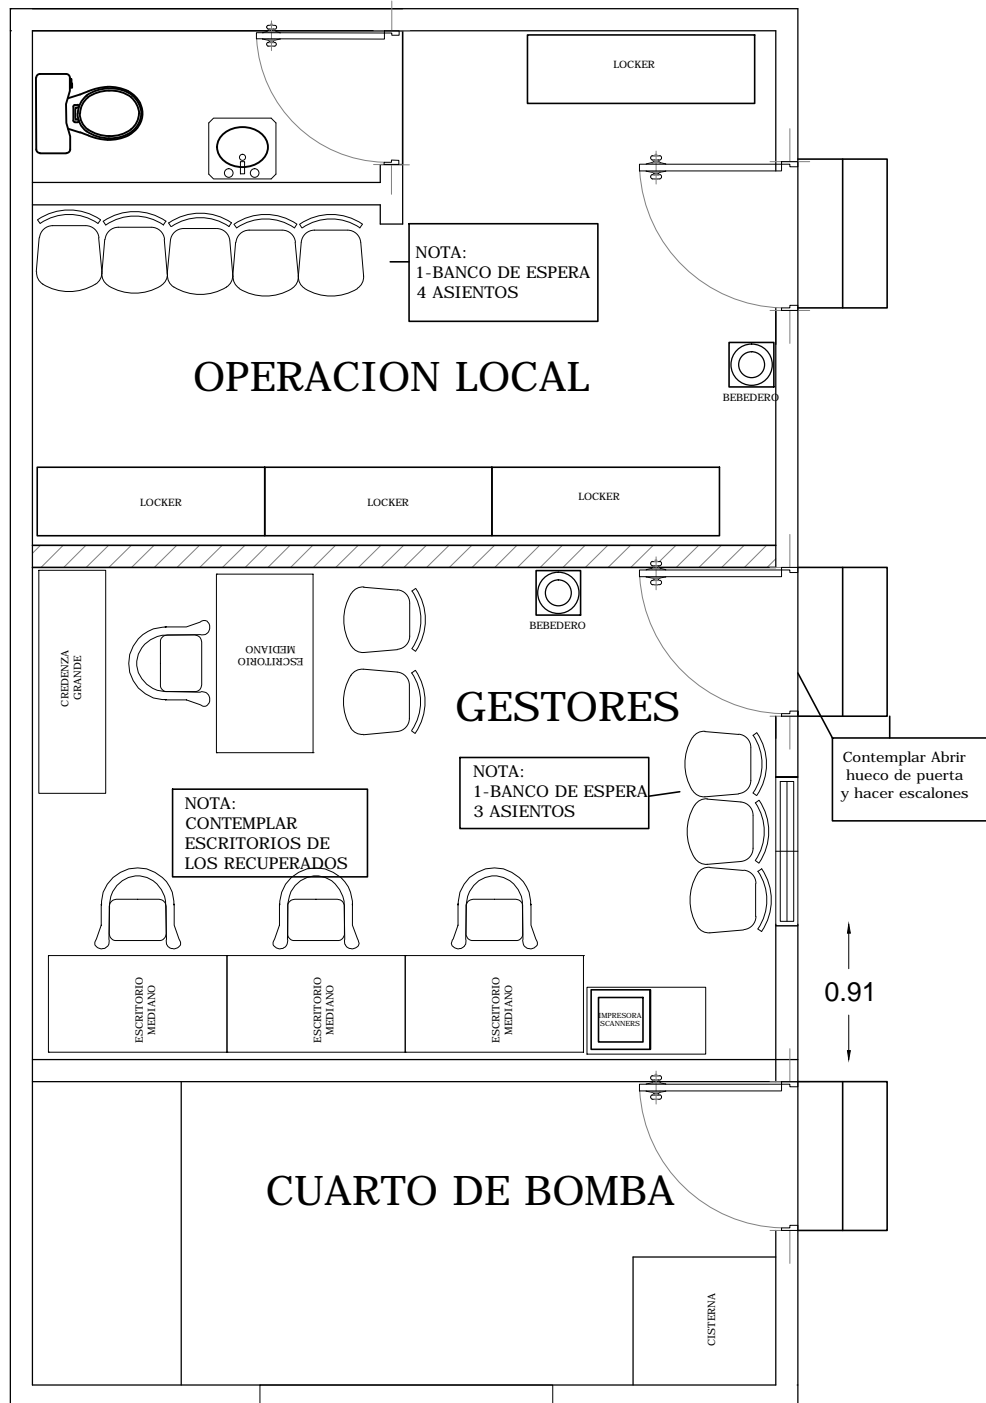 LOCKER
NOTA:
1-BANCO DE ESPERA
4 ASIENTOS
OPERACION LOCAL
BEBEDERO
LOCKER
LOCKER
LOCKER
BEBEDERO
ESCRITORIO
MEDIANO
CREDENZA
GRANDE
GESTORES
Contemplar Abrir
hueco de puerta
y hacer escalones
NOTA:
1-BANCO DE ESPERA
3 ASIENTOS
NOTA:
CONTEMPLAR
ESCRITORIOS DE
LOS RECUPERADOS
ESCRITORIO
MEDIANO
ESCRITORIO
MEDIANO
ESCRITORIO
MEDIANO
IMPRESORA
SCANNERS
0.91
CUARTO DE BOMBA
CISTERNA